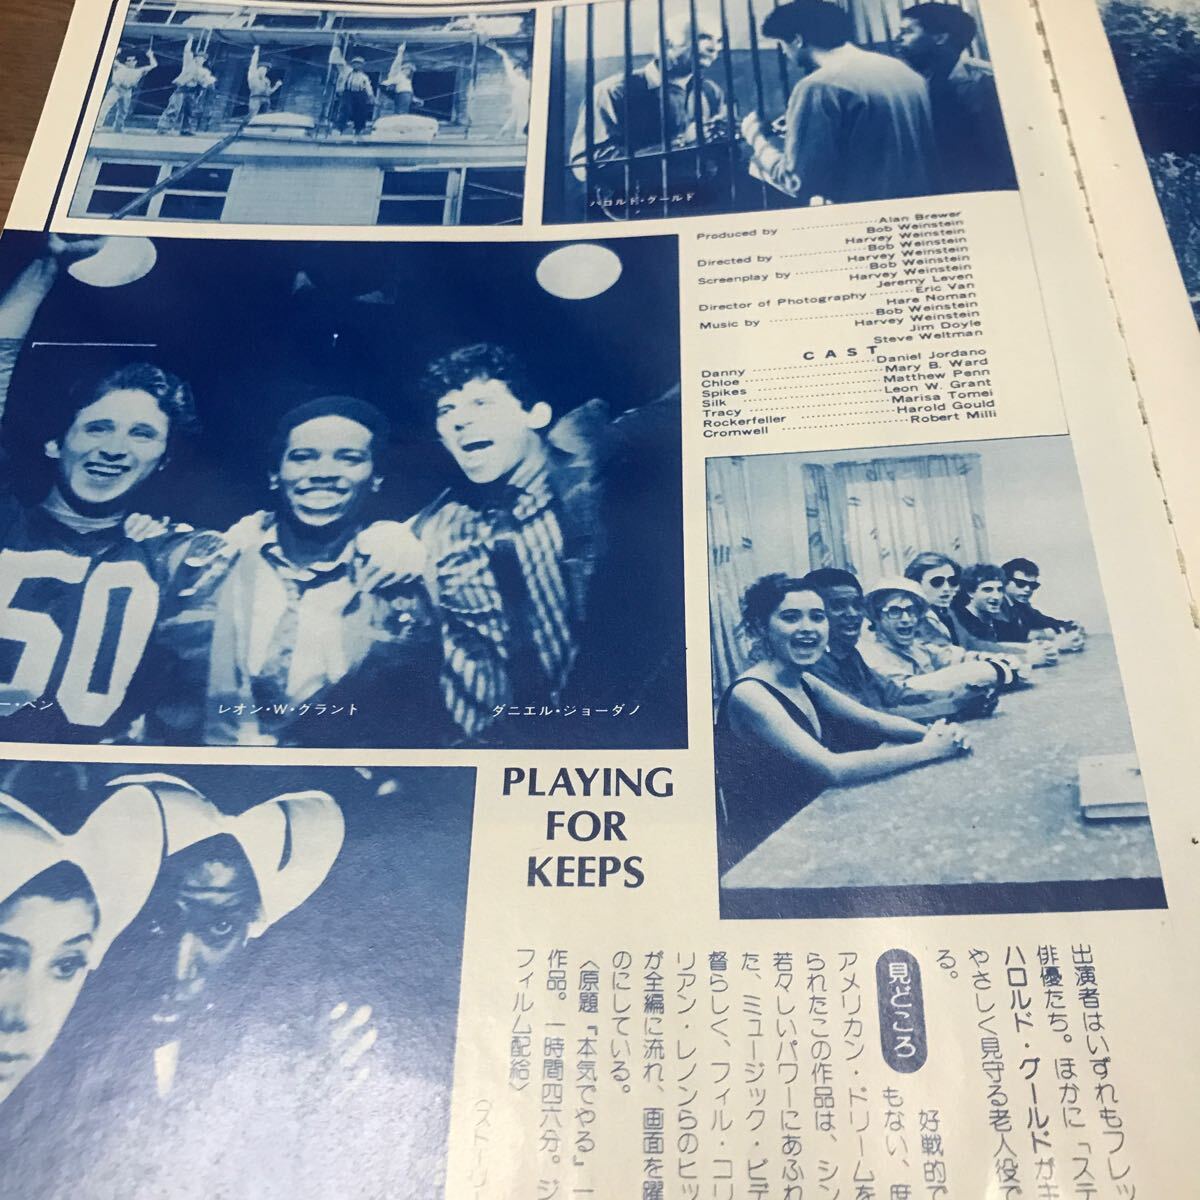 ハロルド・グールド
Produced by Alan Brewer
Bob Weinstein
Harvey Weinstein
Directed by Bob Weinstein
Harvey Weinstein
Screenplay by Bob Weinstein
Harvey Weinstein
Jeremy Leven
Director of Photography Eric Van
Hare Noman
Music by Bob Weinstein
Harvey Weinstein
Jim Doyle
Steve Weltman
CAST
Danny Daniel Jordano
Chloe Mary B. Ward
Spikes Matthew Penn
Silk Leon W. Grant
Tracy Marisa Tomei
Rockerfeller Harold Gould
Cromwell Robert Milli
50
ー・ペン
レオン・W・グラント
ダニエル・ジョーダノ
PLAYING
FOR
KEEPS
出演者はいずれもフレッ
俳優たち。ほかに「ステ
ハロルド・グールドがキ
やさしく見守る老人役で
る。
見どころ
好戦的で
もない、度
アメリカン・ドリームを
られたこの作品は、シン
若々しいパワーにあふれ
た、ミュージック・ビデ
督らしく、フィル・コリ
リアン・レノンらのヒッ
が全編に流れ、画面を躍
のにしている。
〈原題「本気でやる」一
作品。一時間四六分。ジ
フィルム配給〉
（ストーリー